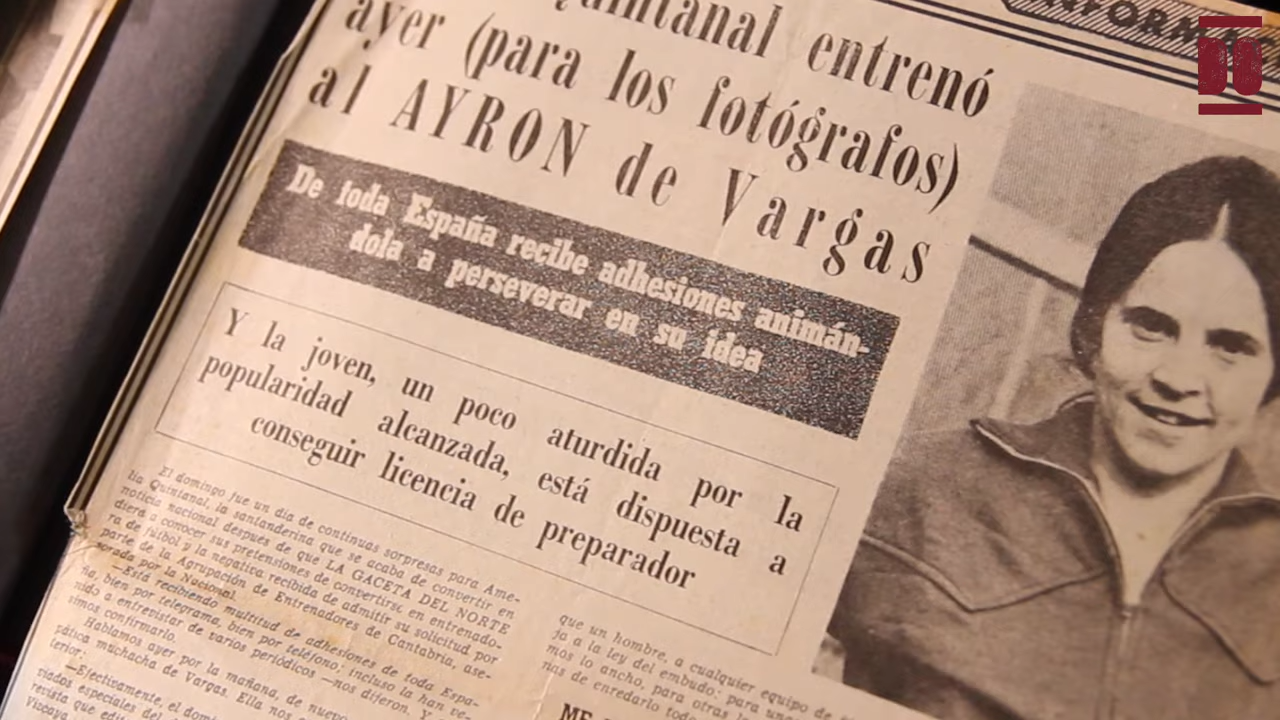 INFORM
DO
Quintanal entrenó
ayer (para los fotógrafos)
al AYRON de Vargas
De toda España recibe adhesiones animán-
dola a perseverar en su idea
Y la joven, un poco aturdida por la
popularidad alcanzada, está dispuesta a
conseguir licencia de preparador
El domingo fue un día de continuas sorpresas para Ame-
lia Quintanal, la santanderina que se acaba de convertir en
noticia nacional después de que LA GACETA DEL NORTE
diera a conocer sus pretensiones de convertirse en entrenado-
ra de fútbol y la negativa recibida de admitir su solicitud por
parte de la Agrupación de Entrenadores de Cantabria, ase-
sorada por la Nacional.
—Está recibiendo multitud de adhesiones de toda Espa-
ña, bien por telegrama, bien por teléfono; incluso la han ve-
nido a entrevistar de varios periódicos —nos dijeron. Y
simos confirmarlo.
Hablamos ayer por la mañana, de nuevo
pática muchacha de Vargas. Ella nos
terior:
—Efectivamente, el domi
viados especiales del
revista que edit
Vizcaya
que un hombre, a cualquier equipo de
ja a la ley del embudo: para uno
mos lo ancho, para otras l
nas de enredarlo todo
ME